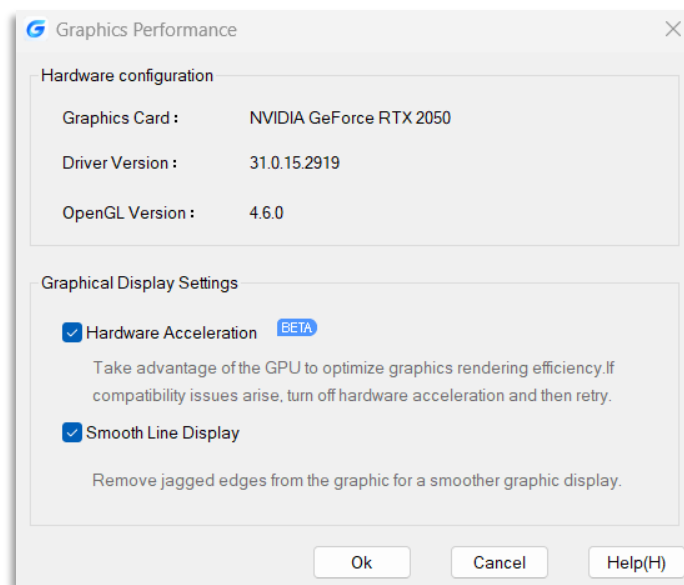 Graphics Performance
Hardware configuration
Graphics Card : NVIDIA GeForce RTX 2050
Driver Version : 31.0.15.2919
OpenGL Version : 4.6.0
Graphical Display Settings
Hardware Acceleration BETA
Take advantage of the GPU to optimize graphics rendering efficiency.If
compatibility issues arise, turn off hardware acceleration and then retry.
Smooth Line Display
Remove jagged edges from the graphic for a smoother graphic display.
Ok Cancel Help(H)